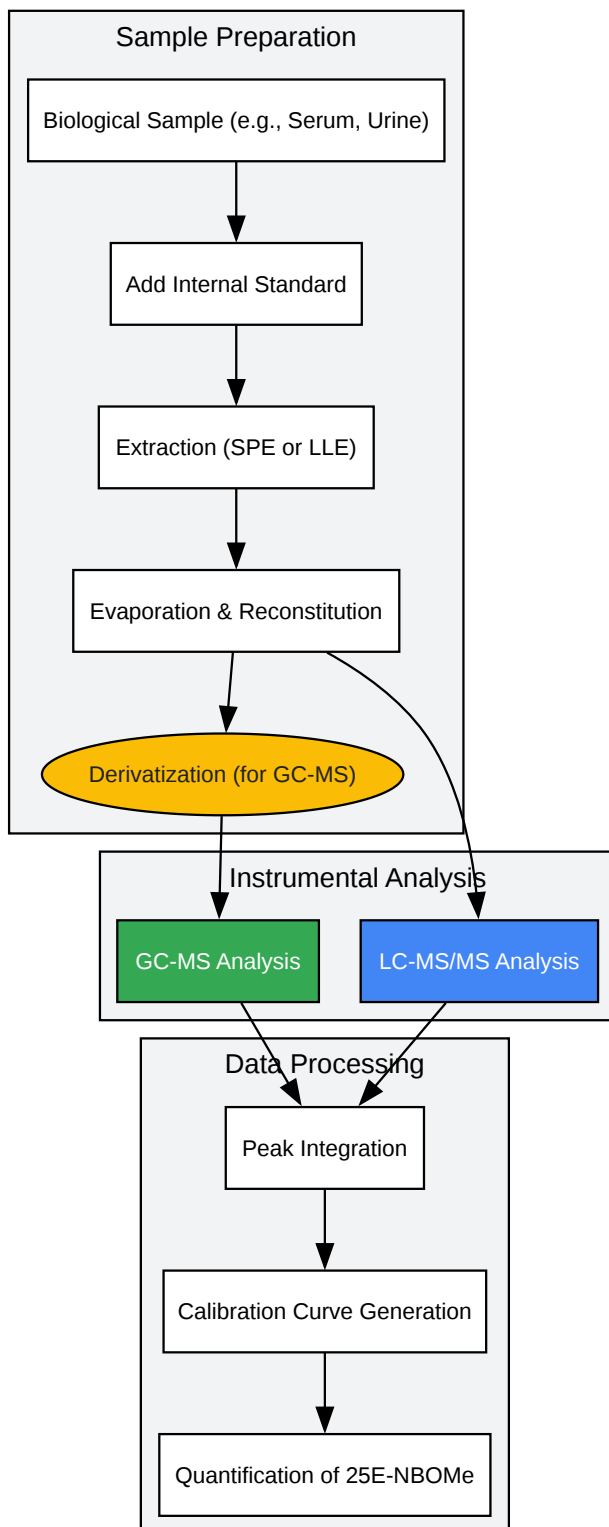 Sample Preparation
Biological Sample (e.g., Serum, Urine)
Add Internal Standard
Extraction (SPE or LLE)
Evaporation & Reconstitution
Derivatization (for GC-MS)
Instrumental Analysis
GC-MS Analysis
LC-MS/MS Analysis
Data Processing
Peak Integration
Calibration Curve Generation
Quantification of 25E-NBOMe